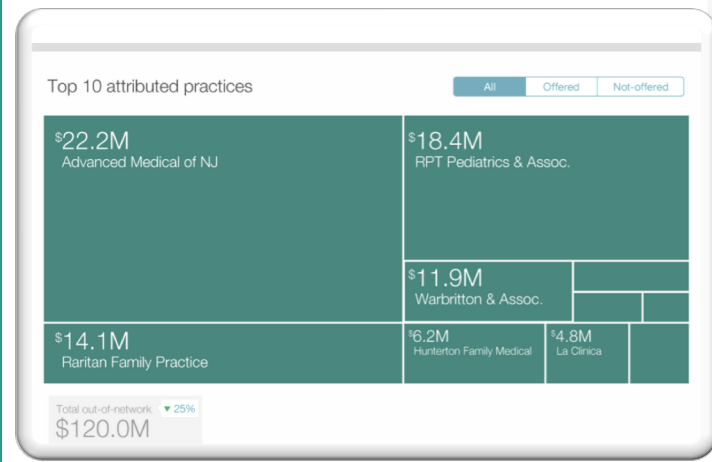 Top 10 attributed practices
All
Offered
Not-offered
$22.2M
Advanced Medical of NJ
$18.4M
RPT Pediatrics & Assoc.
$11.9M
Warbritton & Assoc.
$14.1M
Raritan Family Practice
$6.2M
Hunterton Family Medical
$4.8M
La Clinica
Total out-of-network ▼ 25%
$120.0M